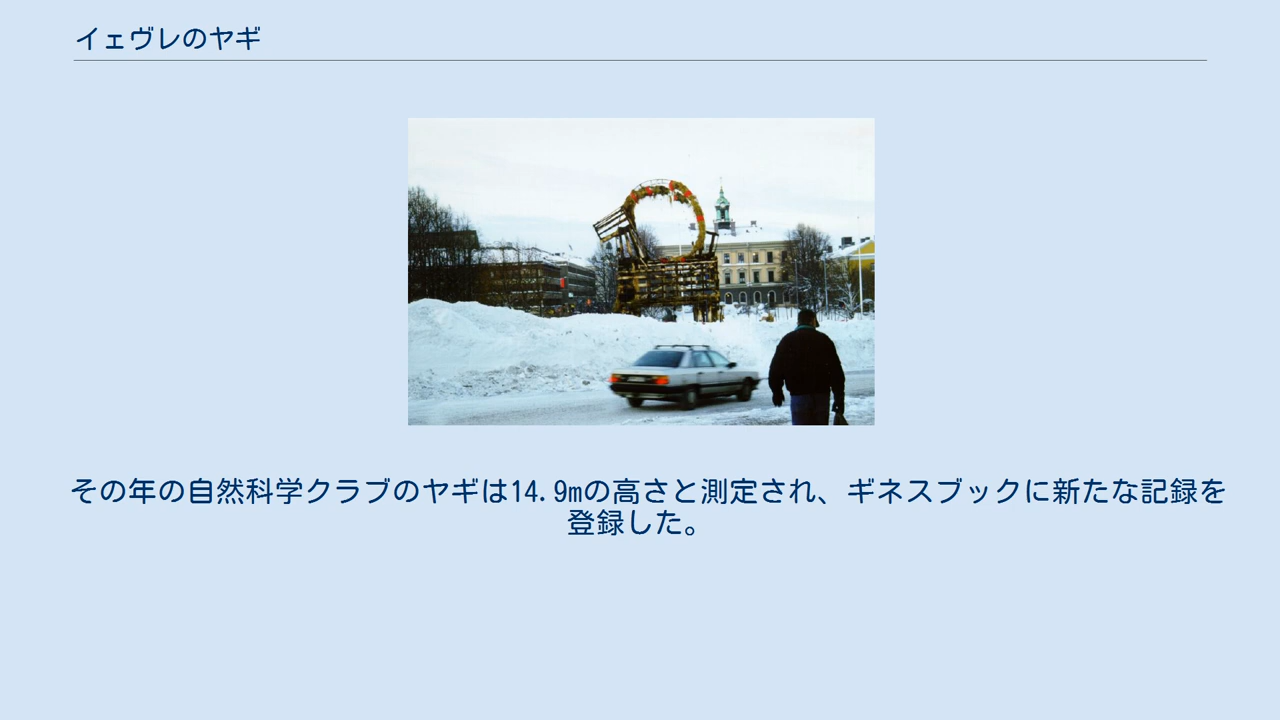 イェヴレのヤギ
その年の自然科学クラブのヤギは14.9mの高さと測定され、ギネスブックに新たな記録を
登録した。